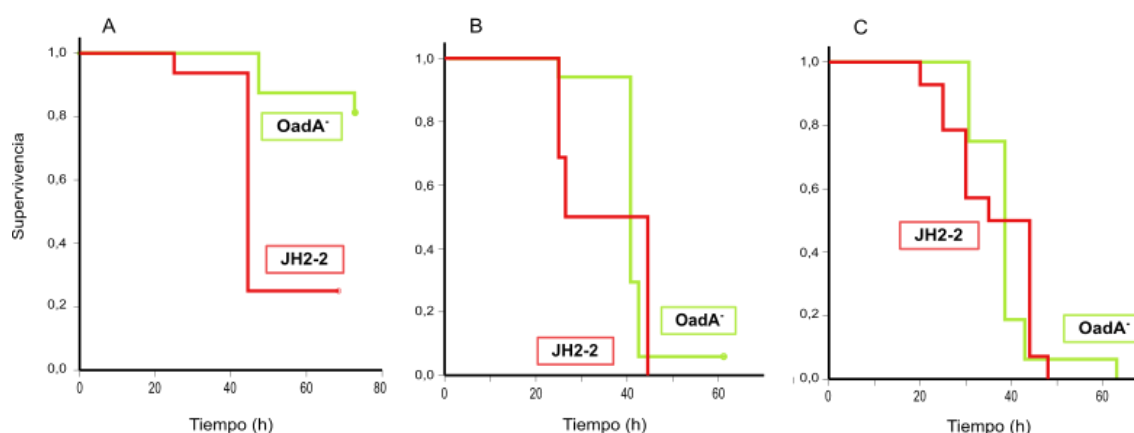 A
Supervivencia
1,0
0,8
0,6
0,4
0,2
0,0
OadA-
JH2-2
0 20 40 60 80
Tiempo (h)
B
1,0
0,8
0,6
0,4
0,2
0,0
OadA-
JH2-2
0 20 40 60
Tiempo (h)
C
1,0
0,8
0,6
0,4
0,2
0,0
JH2-2
OadA-
0 20 40 60
Tiempo (h)